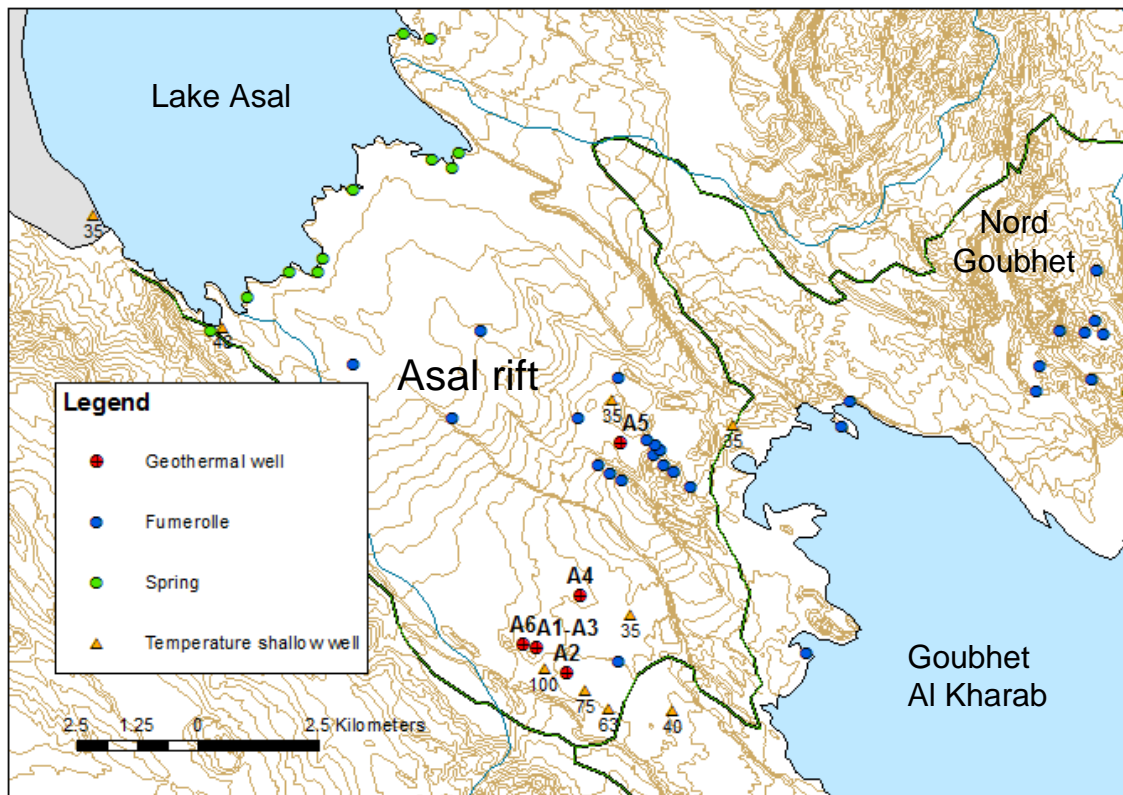 Lake Asal
35
Nord
Goubhet
Asal rift
35
A5
35
Legend
Geothermal well
Fumerolle
Spring
Temperature shallow well
A4
35
A6 A1-A3
A2
100
75
63
40
Goubhet
Al Kharab
2.5 1.25 0 2.5 Kilometers